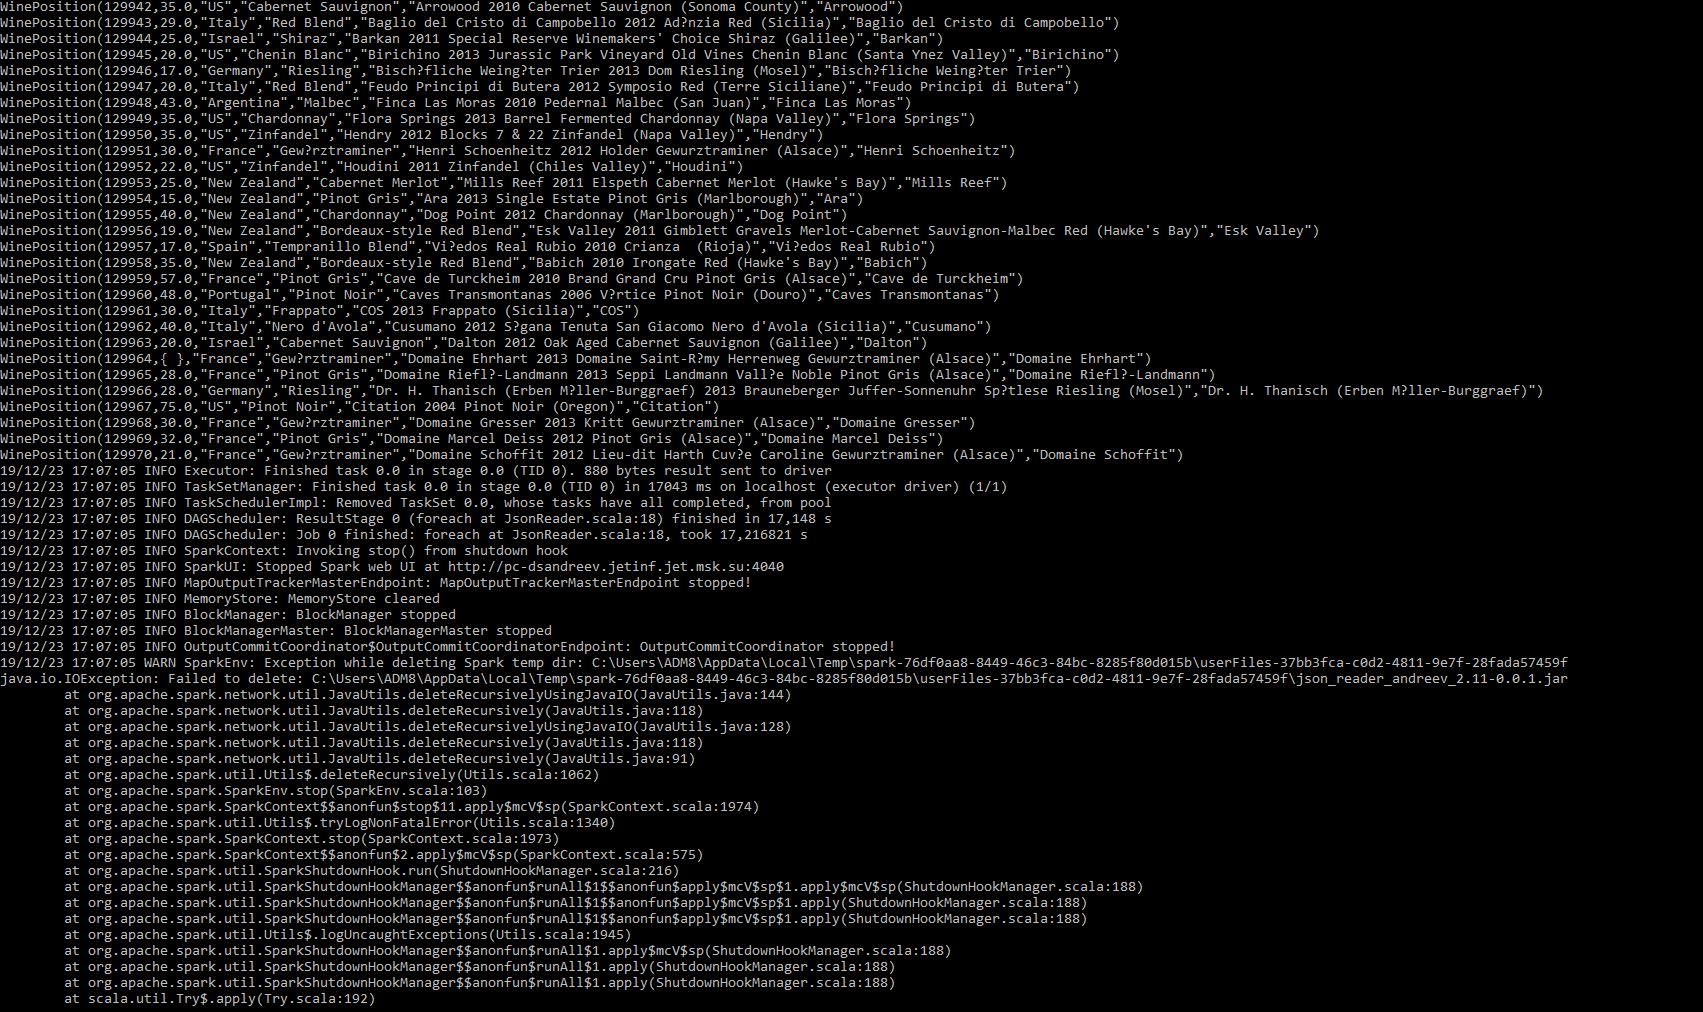 WinePosition(129942,35.0,"US","Cabernet Sauvignon","Arrowood 2010 Cabernet Sauvignon (Sonoma County)","Arrowood")
WinePosition(129943,29.0,"Italy","Red Blend","Baglio del Cristo di Campobello 2012 Ad?nzia Red (Sicilia)","Baglio del Cristo di Campobello")
WinePosition(129944,25.0,"Israel","Shiraz","Barkan 2011 Special Reserve Winemakers' Choice Shiraz (Galilee)","Barkan")
WinePosition(129945,20.0,"US","Chenin Blanc","Birichino 2013 Jurassic Park Vineyard Old Vines Chenin Blanc (Santa Ynez Valley)","Birichino")
WinePosition(129946,17.0,"Germany","Riesling","Bisch?fliche Weing?ter Trier 2013 Dom Riesling (Mosel)","Bisch?fliche Weing?ter Trier")
WinePosition(129947,20.0,"Italy","Red Blend","Feudo Principi di Butera 2012 Symposio Red (Terre Siciliane)","Feudo Principi di Butera")
WinePosition(129948,43.0,"Argentina","Malbec","Finca Las Moras 2010 Pedernal Malbec (San Juan)","Finca Las Moras")
WinePosition(129949,35.0,"US","Chardonnay","Flora Springs 2013 Barrel Fermented Chardonnay (Napa Valley)","Flora Springs")
WinePosition(129950,35.0,"US","Zinfandel","Hendry 2012 Blocks 7 & 22 Zinfandel (Napa Valley)","Hendry")
WinePosition(129951,30.0,"France","Gew?rztraminer","Henri Schoenheitz 2012 Holder Gewurztraminer (Alsace)","Henri Schoenheitz")
WinePosition(129952,22.0,"US","Zinfandel","Houdini 2011 Zinfandel (Chiles Valley)","Houdini")
WinePosition(129953,25.0,"New Zealand","Cabernet Merlot","Mills Reef 2011 Elspeth Cabernet Merlot (Hawke's Bay)","Mills Reef")
WinePosition(129954,15.0,"New Zealand","Pinot Gris","Ara 2013 Single Estate Pinot Gris (Marlborough)","Ara")
WinePosition(129955,40.0,"New Zealand","Chardonnay","Dog Point 2012 Chardonnay (Marlborough)","Dog Point")
WinePosition(129956,19.0,"New Zealand","Bordeaux-style Red Blend","Esk Valley 2011 Gimblett Gravels Merlot-Cabernet Sauvignon-Malbec Red (Hawke's Bay)","Esk Valley")
WinePosition(129957,17.0,"Spain","Tempranillo Blend","Vi?edos Real Rubio 2010 Crianza  (Rioja)","Vi?edos Real Rubio")
WinePosition(129958,35.0,"New Zealand","Bordeaux-style Red Blend","Babich 2010 Irongate Red (Hawke's Bay)","Babich")
WinePosition(129959,57.0,"France","Pinot Gris","Cave de Turckheim 2010 Brand Grand Cru Pinot Gris (Alsace)","Cave de Turckheim")
WinePosition(129960,48.0,"Portugal","Pinot Noir","Caves Transmontanas 2006 V?rtice Pinot Noir (Douro)","Caves Transmontanas")
WinePosition(129961,30.0,"Italy","Frappato","COS 2013 Frappato (Sicilia)","COS")
WinePosition(129962,40.0,"Italy","Nero d'Avola","Cusumano 2012 S?gana Tenuta San Giacomo Nero d'Avola (Sicilia)","Cusumano")
WinePosition(129963,20.0,"Israel","Cabernet Sauvignon","Dalton 2012 Oak Aged Cabernet Sauvignon (Galilee)","Dalton")
WinePosition(129964,{ },"France","Gew?rztraminer","Domaine Ehrhart 2013 Domaine Saint-R?my Herrenweg Gewurztraminer (Alsace)","Domaine Ehrhart")
WinePosition(129965,28.0,"France","Pinot Gris","Domaine Riefl?-Landmann 2013 Seppi Landmann Vall?e Noble Pinot Gris (Alsace)","Domaine Riefl?-Landmann")
WinePosition(129966,28.0,"Germany","Riesling","Dr. H. Thanisch (Erben M?ller-Burggraef) 2013 Brauneberger Juffer-Sonnenuhr Sp?tlese Riesling (Mosel)","Dr. H. Thanisch (Erben M?ller-Burggraef)")
WinePosition(129967,75.0,"US","Pinot Noir","Citation 2004 Pinot Noir (Oregon)","Citation")
WinePosition(129968,30.0,"France","Gew?rztraminer","Domaine Gresser 2013 Kritt Gewurztraminer (Alsace)","Domaine Gresser")
WinePosition(129969,32.0,"France","Pinot Gris","Domaine Marcel Deiss 2012 Pinot Gris (Alsace)","Domaine Marcel Deiss")
WinePosition(129970,21.0,"France","Gew?rztraminer","Domaine Schoffit 2012 Lieu-dit Harth Cuv?e Caroline Gewurztraminer (Alsace)","Domaine Schoffit")
19/12/23 17:07:05 INFO Executor: Finished task 0.0 in stage 0.0 (TID 0). 880 bytes result sent to driver
19/12/23 17:07:05 INFO TaskSetManager: Finished task 0.0 in stage 0.0 (TID 0) in 17043 ms on localhost (executor driver) (1/1)
19/12/23 17:07:05 INFO TaskSchedulerImpl: Removed TaskSet 0.0, whose tasks have all completed, from pool
19/12/23 17:07:05 INFO DAGScheduler: ResultStage 0 (foreach at JsonReader.scala:18) finished in 17,148 s
19/12/23 17:07:05 INFO DAGScheduler: Job 0 finished: foreach at JsonReader.scala:18, took 17,216821 s
19/12/23 17:07:05 INFO SparkContext: Invoking stop() from shutdown hook
19/12/23 17:07:05 INFO SparkUI: Stopped Spark web UI at http://pc-dsandreev.jetinf.jet.msk.su:4040
19/12/23 17:07:05 INFO MapOutputTrackerMasterEndpoint: MapOutputTrackerMasterEndpoint stopped!
19/12/23 17:07:05 INFO MemoryStore: MemoryStore cleared
19/12/23 17:07:05 INFO BlockManager: BlockManager stopped
19/12/23 17:07:05 INFO BlockManagerMaster: BlockManagerMaster stopped
19/12/23 17:07:05 INFO OutputCommitCoordinator$OutputCommitCoordinatorEndpoint: OutputCommitCoordinator stopped!
19/12/23 17:07:05 WARN SparkEnv: Exception while deleting Spark temp dir: C:\Users\ADM8\AppData\Local\Temp\spark-76df0aa8-8449-46c3-84bc-8285f80d015b\userFiles-37bb3fca-c0d2-4811-9e7f-28fada57459f
java.io.IOException: Failed to delete: C:\Users\ADM8\AppData\Local\Temp\spark-76df0aa8-8449-46c3-84bc-8285f80d015b\userFiles-37bb3fca-c0d2-4811-9e7f-28fada57459f\json_reader_andreev_2.11-0.0.1.jar
at org.apache.spark.network.util.JavaUtils.deleteRecursivelyUsingJavaIO(JavaUtils.java:144)
at org.apache.spark.network.util.JavaUtils.deleteRecursively(JavaUtils.java:118)
at org.apache.spark.network.util.JavaUtils.deleteRecursivelyUsingJavaIO(JavaUtils.java:128)
at org.apache.spark.network.util.JavaUtils.deleteRecursively(JavaUtils.java:118)
at org.apache.spark.network.util.JavaUtils.deleteRecursively(JavaUtils.java:91)
at org.apache.spark.util.Utils$.deleteRecursively(Utils.scala:1062)
at org.apache.spark.SparkEnv.stop(SparkEnv.scala:103)
at org.apache.spark.SparkContext$$anonfun$stop$11.apply$mcV$sp(SparkContext.scala:1974)
at org.apache.spark.util.Utils$.tryLogNonFatalError(Utils.scala:1340)
at org.apache.spark.SparkContext.stop(SparkContext.scala:1973)
at org.apache.spark.SparkContext$$anonfun$2.apply$mcV$sp(SparkContext.scala:575)
at org.apache.spark.util.SparkShutdownHook.run(ShutdownHookManager.scala:216)
at org.apache.spark.util.SparkShutdownHookManager$$anonfun$runAll$1$$anonfun$apply$mcV$sp$1.apply$mcV$sp(ShutdownHookManager.scala:188)
at org.apache.spark.util.SparkShutdownHookManager$$anonfun$runAll$1$$anonfun$apply$mcV$sp$1.apply(ShutdownHookManager.scala:188)
at org.apache.spark.util.SparkShutdownHookManager$$anonfun$runAll$1$$anonfun$apply$mcV$sp$1.apply(ShutdownHookManager.scala:188)
at org.apache.spark.util.Utils$.logUncaughtExceptions(Utils.scala:1945)
at org.apache.spark.util.SparkShutdownHookManager$$anonfun$runAll$1.apply$mcV$sp(ShutdownHookManager.scala:188)
at org.apache.spark.util.SparkShutdownHookManager$$anonfun$runAll$1.apply(ShutdownHookManager.scala:188)
at org.apache.spark.util.SparkShutdownHookManager$$anonfun$runAll$1.apply(ShutdownHookManager.scala:188)
at scala.util.Try$.apply(Try.scala:192)